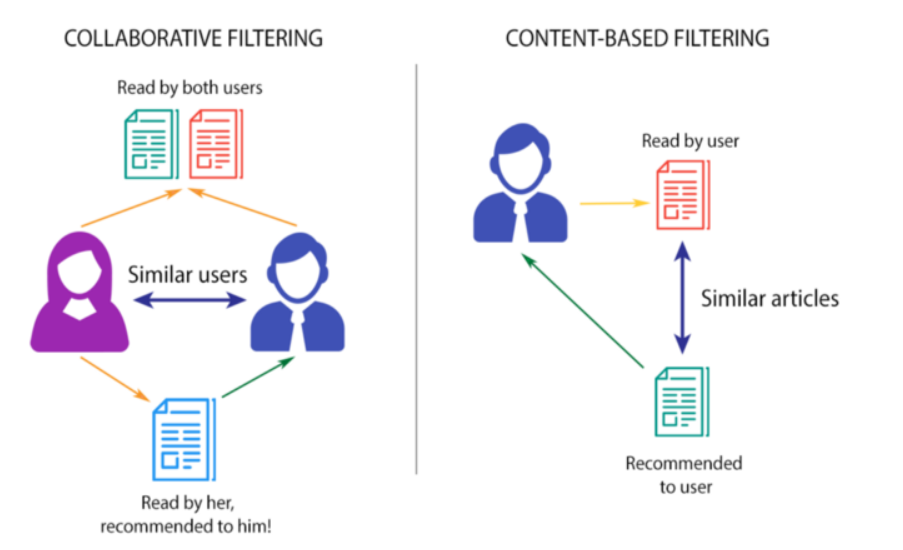 COLLABORATIVE FILTERING
Read by both users
Similar users
Read by her,
recommended to him!
CONTENT-BASED FILTERING
Read by user
Similar articles
Recommended
to user